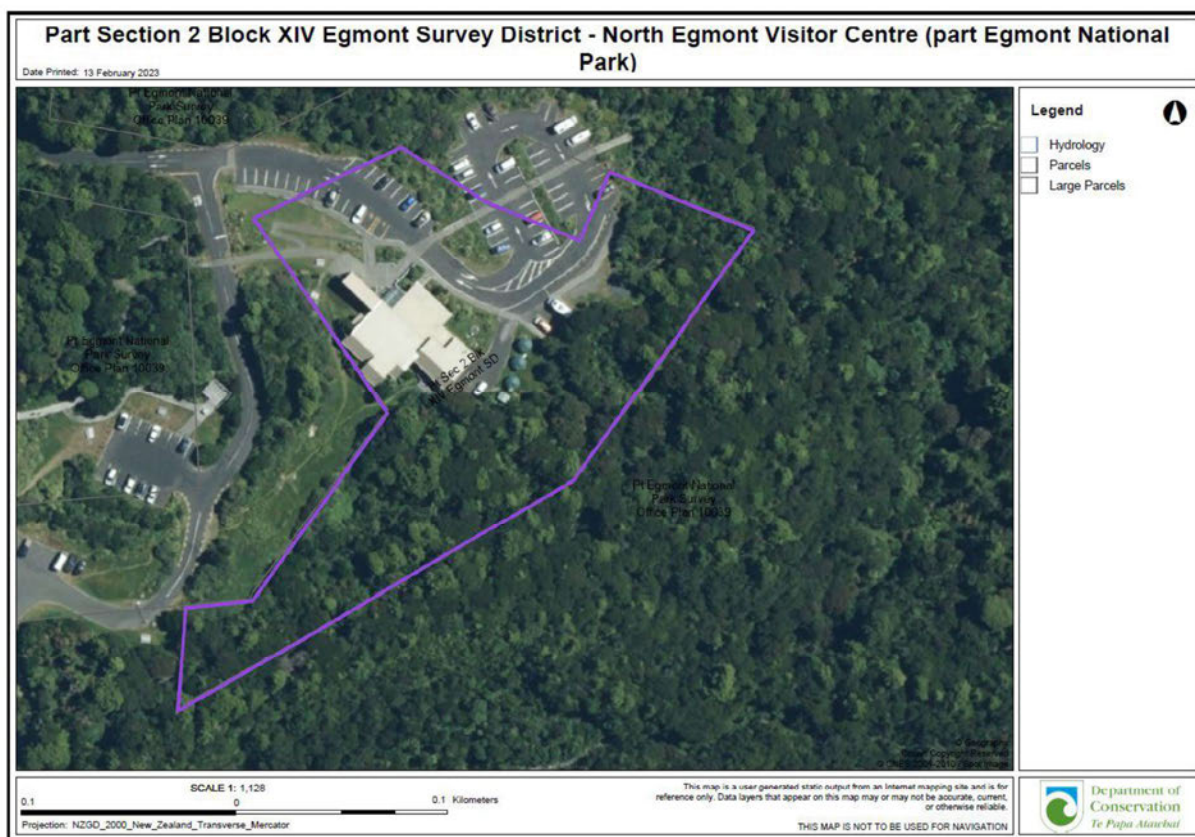 Part Section 2 Block XIV Egmont Survey District - North Egmont Visitor Centre (part Egmont National
Park)
Date Printed: 13 February 2023
Pt Egmont National
Park Survey
Office Plan 10039
Pt Egmont National
Park Survey
Office Plan 10039
Pt Sec 2 Blk
XIV Egmont SD
Pt Egmont National
Park Survey
Office Plan 10039
Legend
Hydrology
Parcels
Large Parcels
Copyright Reserved
SCALE 1: 1,128
0.1 0 0.1 Kilometers
Projection: NZGD_2000_New_Zealand_Transverse_Mercator
This map is a user generated static output from an Internet mapping site and is for
reference only. Data layers that appear on this map may or may not be accurate, current,
or otherwise reliable.
THIS MAP IS NOT TO BE USED FOR NAVIGATION
Department of
Conservation
Te Papa Atawhai